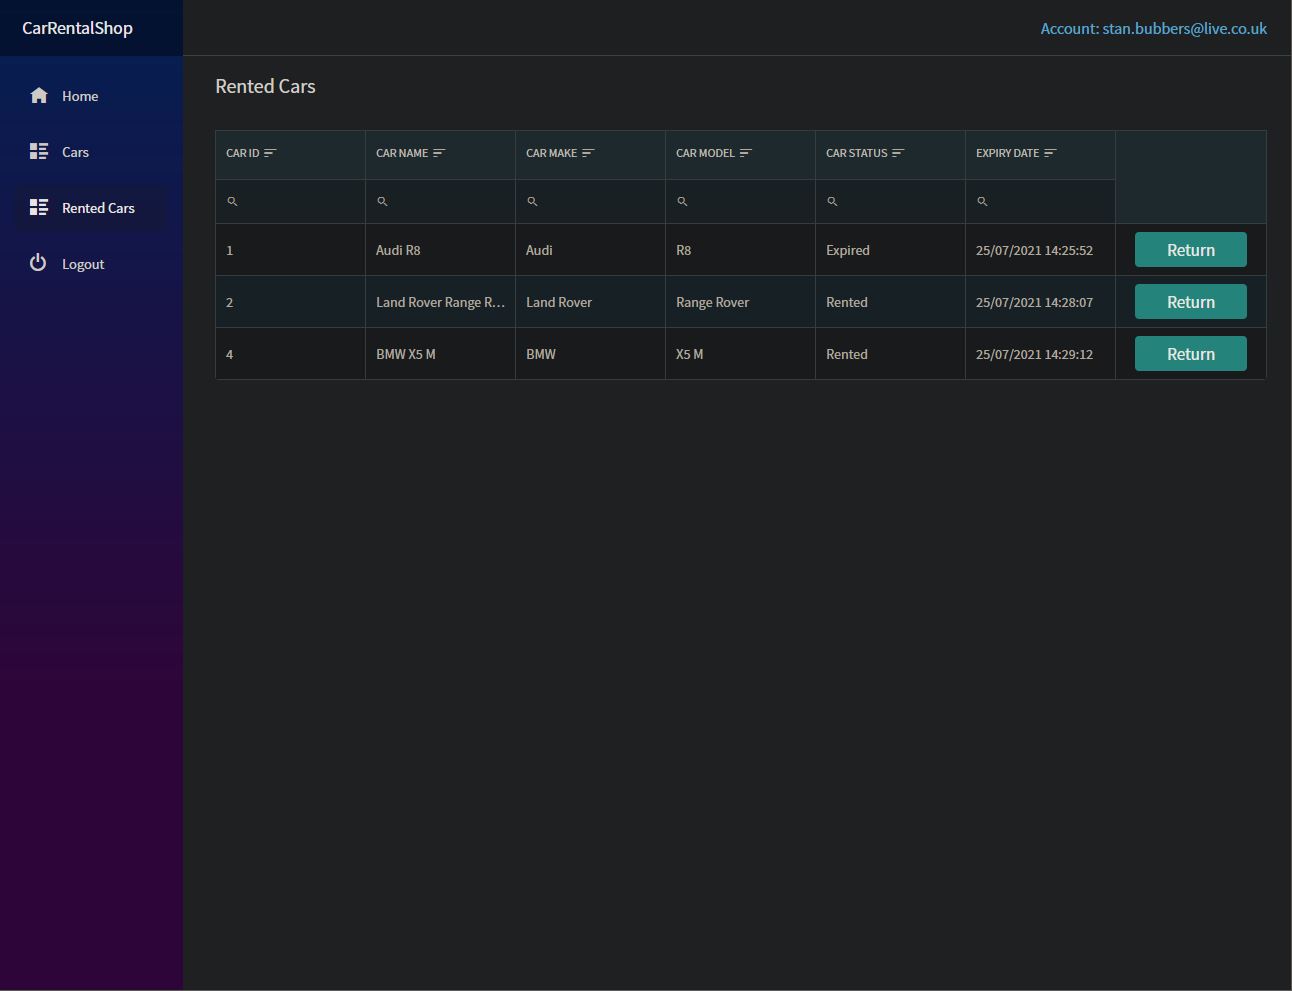 CarRentalShop
Account: stan.bubbers@live.co.uk
Home
Cars
Rented Cars
Logout
Rented Cars
CAR ID CAR NAME CAR MAKE CAR MODEL CAR STATUS EXPIRY DATE
1 Audi R8 Audi R8 Expired 25/07/2021 14:25:52 Return
2 Land Rover Range R... Land Rover Range Rover Rented 25/07/2021 14:28:07 Return
4 BMW X5 M BMW X5 M Rented 25/07/2021 14:29:12 Return